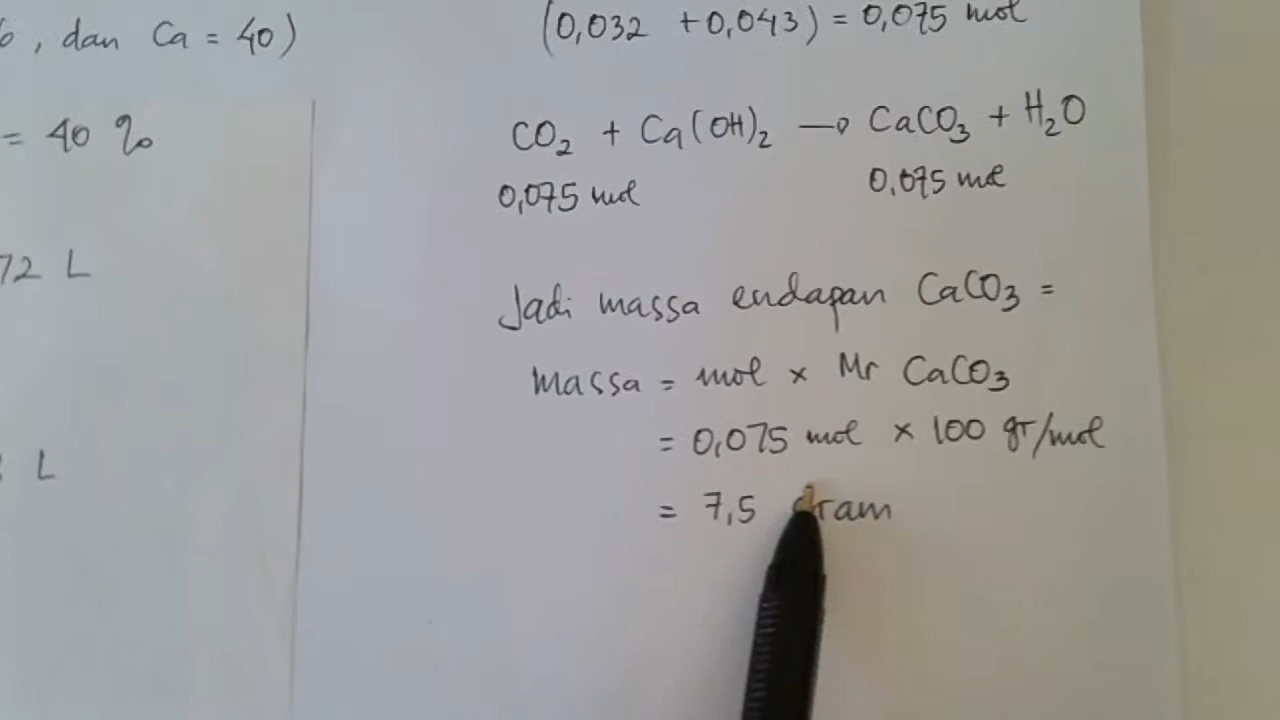 , dan Ca = 40)
= 40 %
72 L
L
(0,032 + 0,043) = 0,075 mol
CO₂ + Ca(OH)₂ → CaCO₃ + H₂O
0,075 mol 0,075 mol
Jadi massa endapan CaCO₃ =
massa = mol × Mr CaCO₃
= 0,075 mol × 100 gr/mol
= 7,5 gram